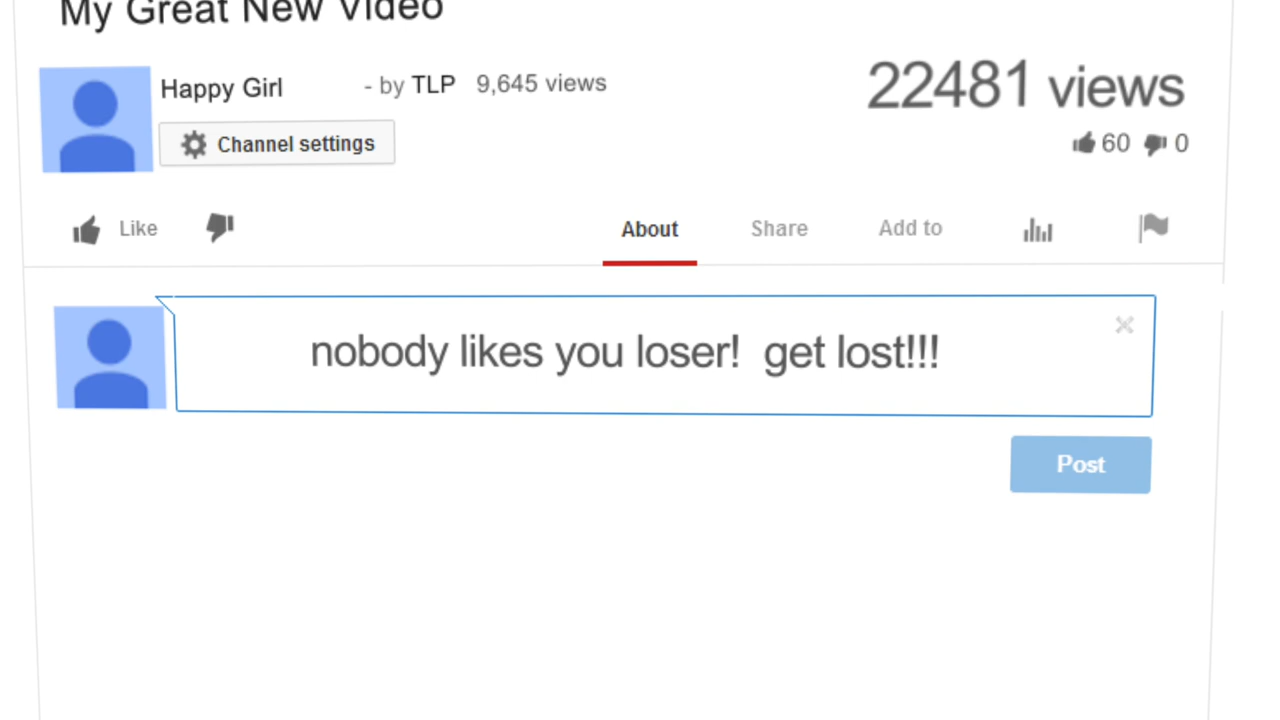 My Great New Video
Happy Girl - by TLP 9,645 views
22481 views
Channel settings
60 0
Like
About Share Add to
nobody likes you loser! get lost!!!
Post